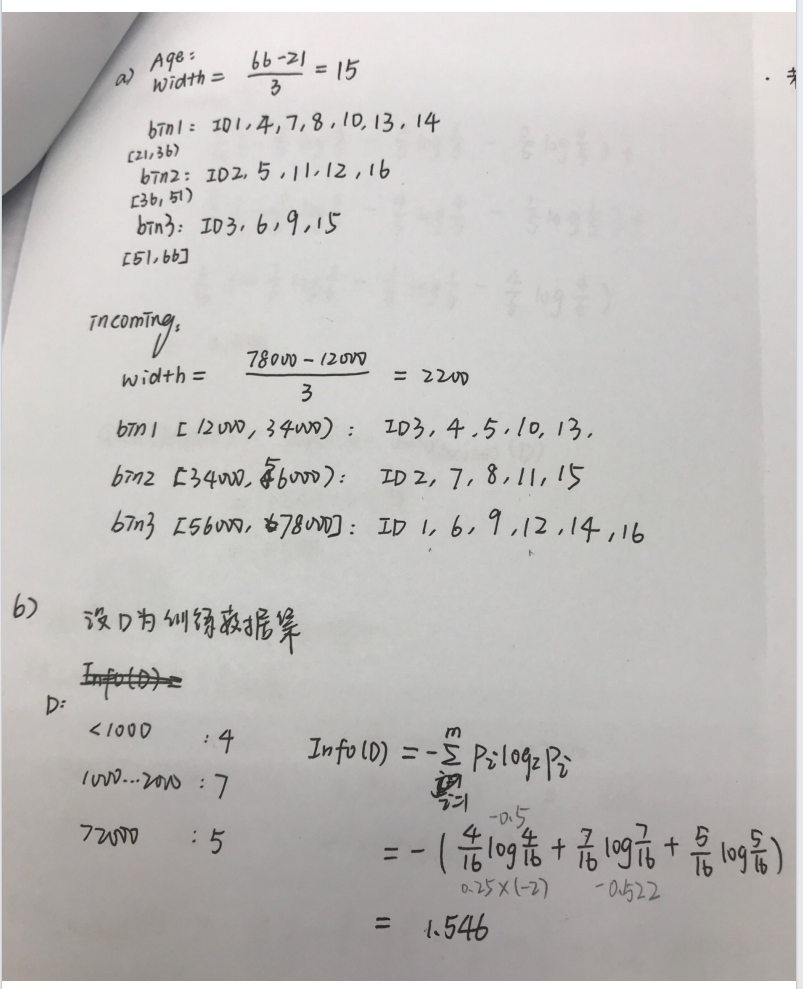 a) Age:
width = 66-21/3 = 15
bin1: ID1, 4, 7, 8, 10, 13, 14
[21,36)
bin2: ID2, 5, 11, 12, 16
[36,51)
bin3: ID3, 6, 9, 15
[51,66]
incoming,
width = 78000-12000/3 = 2200
bin1 [12000, 34000): ID3, 4, 5, 10, 13,
bin2 [34000, 56000): ID2, 7, 8, 11, 15
bin3 [56000, 78000]: ID 1, 6, 9, 12, 14, 16
b) 设D为训练数据集
Info(D)=
D:
<1000 : 4
1000...2000 : 7
72000 : 5
Info(D) = -∑ᵐᵢ₌₁ Pi log₂ Pi
-0.5
= -(4/16 log 4/16 + 7/16 log 7/16 + 5/16 log 5/16)
0.25×(-2) -0.522
= 1.546